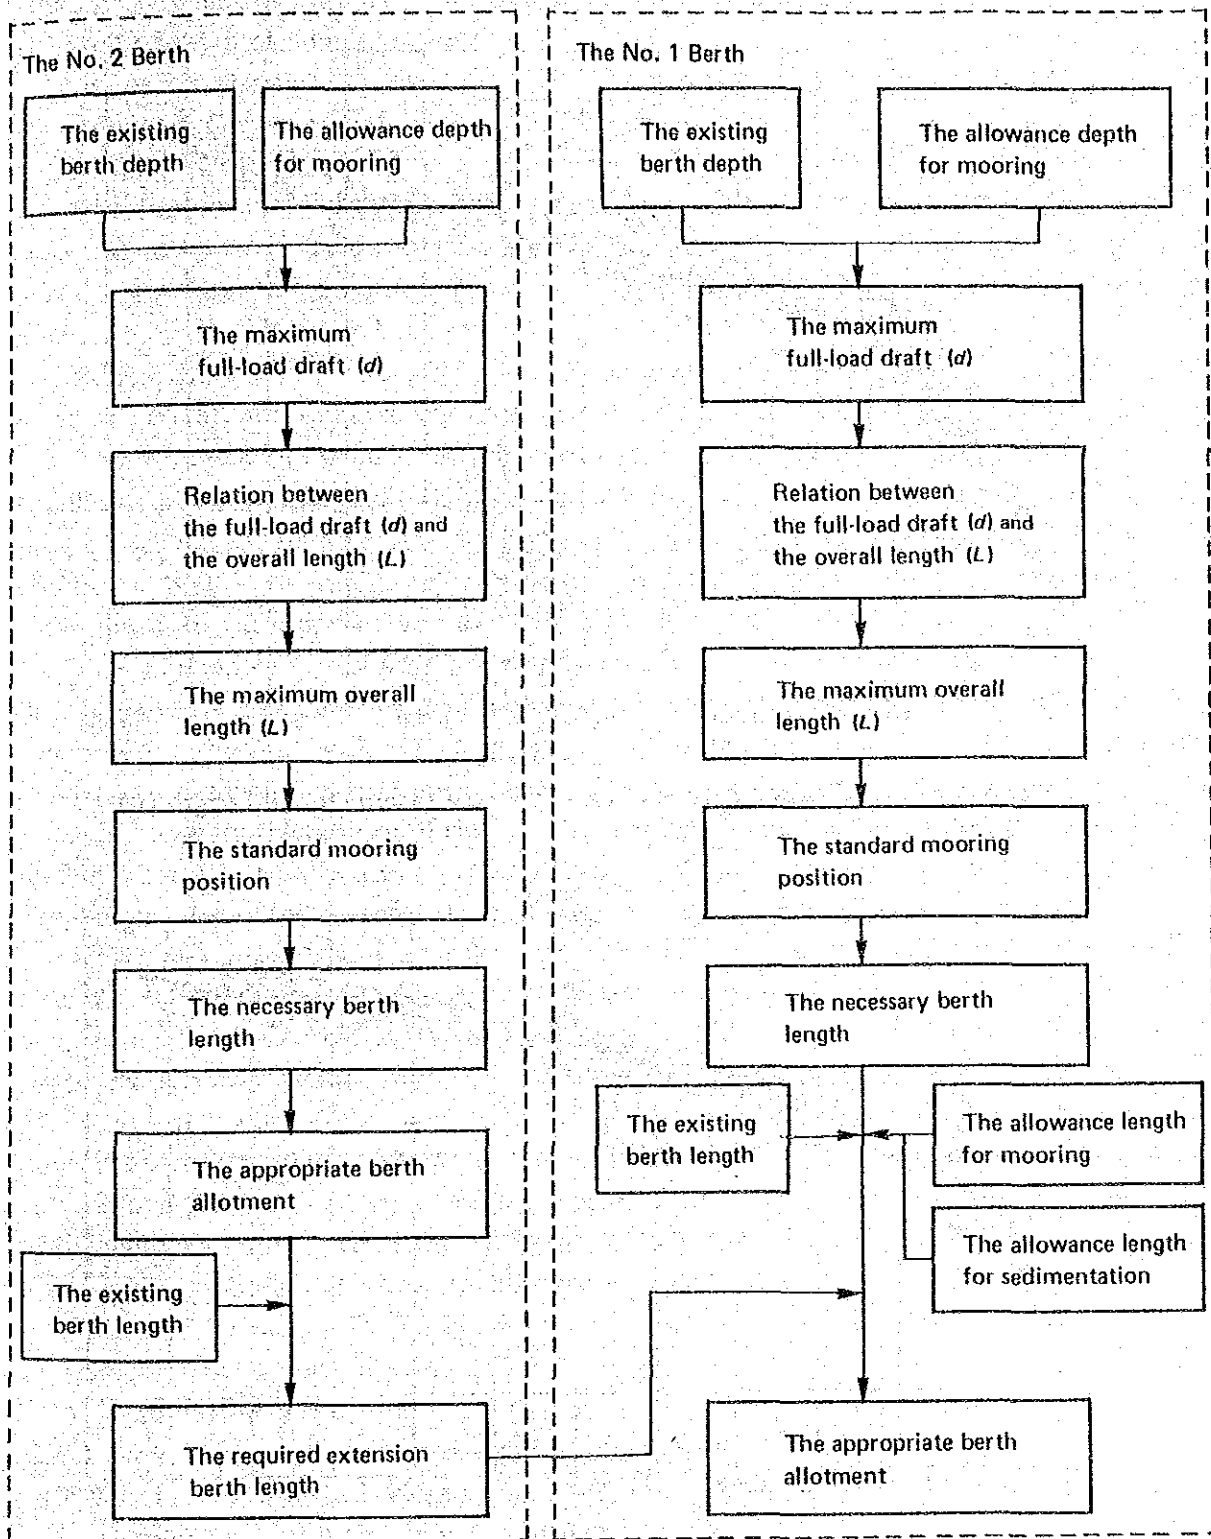 The No. 2 Berth
The existing
berth depth
The allowance depth
for mooring
The maximum
full-load draft (d)
Relation between
the full-load draft (d) and
the overall length (L)
The maximum overall
length (L)
The standard mooring
position
The necessary berth
length
The appropriate berth
allotment
The existing
berth length
The required extension
berth length
The No. 1 Berth
The existing
berth depth
The allowance depth
for mooring
The maximum
full-load draft (d)
Relation between
the full-load draft (d) and
the overall length (L)
The maximum overall
length (L)
The standard mooring
position
The necessary berth
length
The existing
berth length
The allowance length
for mooring
The allowance length
for sedimentation
The appropriate berth
allotment